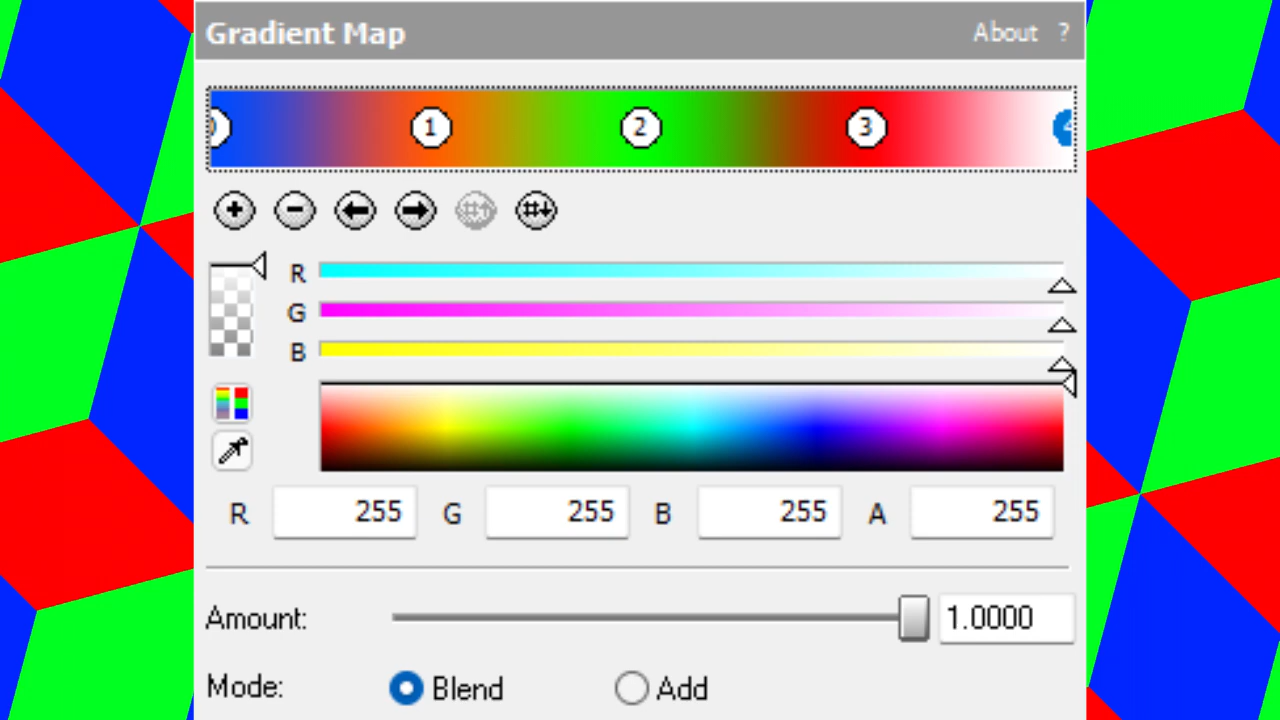 Gradient Map About ?
1 2 3
R
G
B
R 255 G 255 B 255 A 255
Amount: 1.0000
Mode: Blend Add